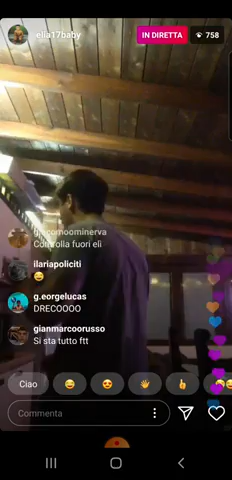 elia17baby
IN DIRETTA
758
Controlla fuori eli
ilariapoliciti
g.eorgelucas
DRECOOOO
gianmarcoorusso
Si sta tutto ftt
Ciao
Commenta